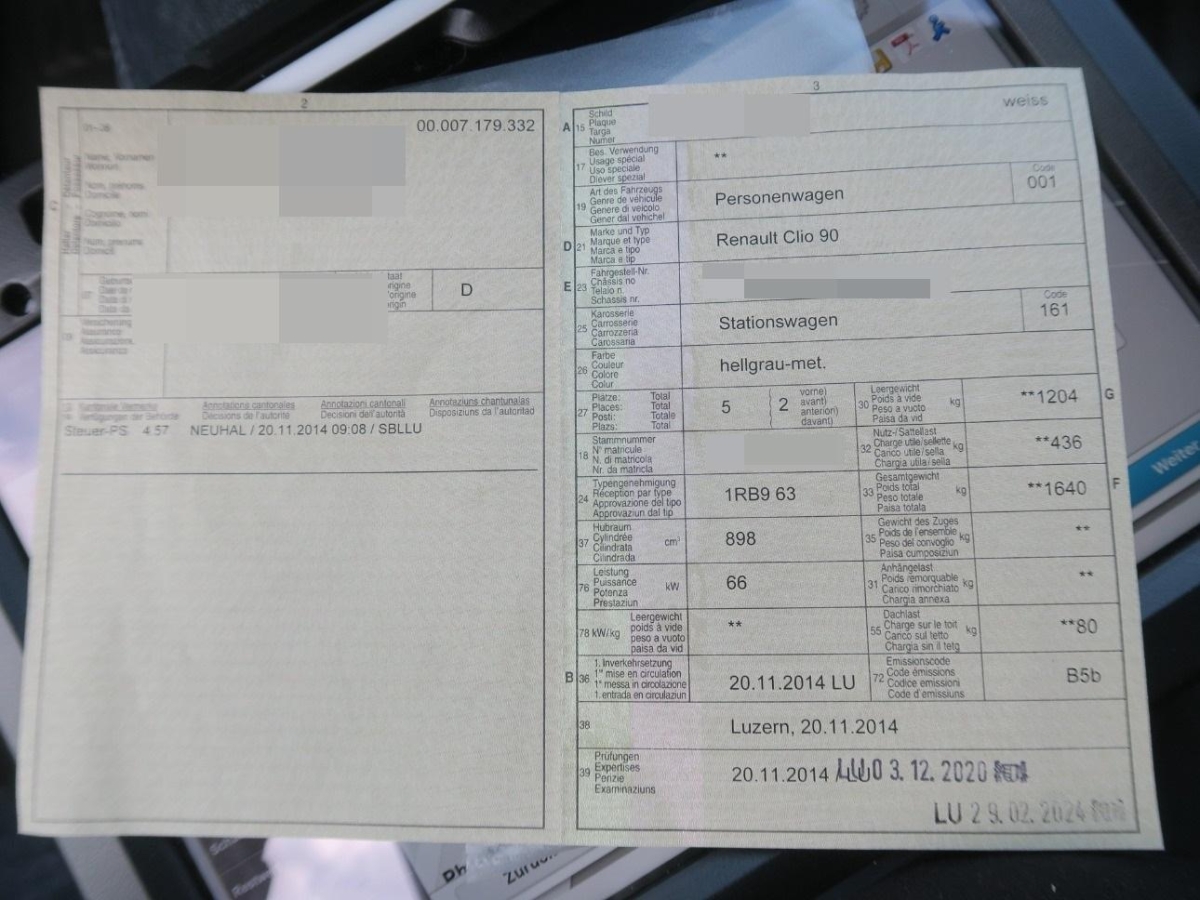 2
00.007.179.332
D
Annotations cantonales
Décisions de l'autorité
Annotazioni cantonali
Decisioni dell'autorità
Annotaziuns chantunalas
Disposiziuns da l'autoritad
Steuer-PS 4.57 NEUHAL / 20.11.2014 09:08 / SBLLU
3
A 15 Schild
Plaque
Targa
Numer
weiss
17 Bes. Verwendung
Usage spécial
Uso speciale
Diever spezial
**
19 Art des Fahrzeugs
Genre de véhicule
Genere di veicolo
Gener dal vehichel
Personenwagen
Code
001
D 21 Marke und Typ
Marque et type
Marca e tipo
Marca e tip
Renault Clio 90
E 23 Fahrgestell-Nr.
Châssis no
Telaio n.
Schassis nr.
25 Karosserie
Carrosserie
Carrozzeria
Carossaria
Stationswagen
Code
161
26 Farbe
Couleur
Colore
Colur
hellgrau-met.
27 Plätze: Total
Places: Total
Posti: Totale
Plazs: Total
5
2
vorne)
avant)
anteriori)
davant)
30 Leergewicht
Poids à vide
Peso a vuoto
Paisa da vid
kg
**1204
G
18 Stammnummer
N° matricule
N. di matricola
Nr. da matricla
32 Nutz-/Sattellast
Charge utile/sellette
Carico utile/sella
Chargia utila/sella
kg
**436
24 Typengenehmigung
Réception par type
Approvazione del tipo
Approvaziun dal tip
1RB9 63
33 Gesamtgewicht
Poids total
Peso totale
Paisa totala
kg
**1640
F
37 Hubraum
Cylindrée
Cilindrata
Cilindrada
cm³
898
35 Gewicht des Zuges
Poids de l'ensemble
Peso del convoglio
Paisa cumposiziun
kg
**
76 Leistung
Puissance
Potenza
Prestaziun
kW
66
31 Anhängelast
Poids remorquable
Carico rimorchiato
Chargia annexa
kg
**
78 kW/kg
Leergewicht
poids à vide
peso a vuoto
paisa da vid
**
55 Dachlast
Charge sur le toit
Carico sul tetto
Chargia sin il tetg
kg
**80
B 36 1. Inverkehrsetzung
1re mise en circulation
1a messa in circolazione
1. entrada en circulaziun
20.11.2014 LU
72 Emissionscode
Code émissions
Codice emissioni
Code d'emissiuns
B5b
38
Luzern, 20.11.2014
39 Prüfungen
Expertises
Perizie
Examinaziuns
20.11.2014 LU 0 3. 12. 2020
LU 2 9. 02. 2024
Weiter
Zurück